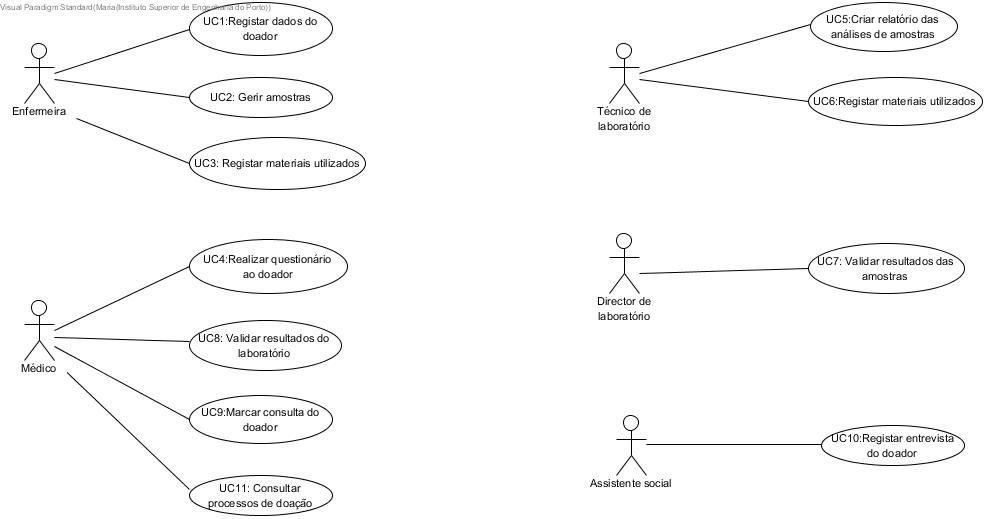 Visual Paradigm Standard(Maria(Instituto Superior de Engenharia do Porto))
UC1:Registar dados do
doador
UC2: Gerir amostras
Enfermeira
UC3: Registar materiais utilizados
UC5:Criar relatório das
análises de amostras
UC6:Registar materiais utilizados
Técnico de
laboratório
UC4:Realizar questionário
ao doador
UC8: Validar resultados do
laboratório
Médico
UC9:Marcar consulta do
doador
UC11: Consultar
processos de doação
UC7: Validar resultados das
amostras
Director de
laboratório
UC10:Registar entrevista
do doador
Assistente social